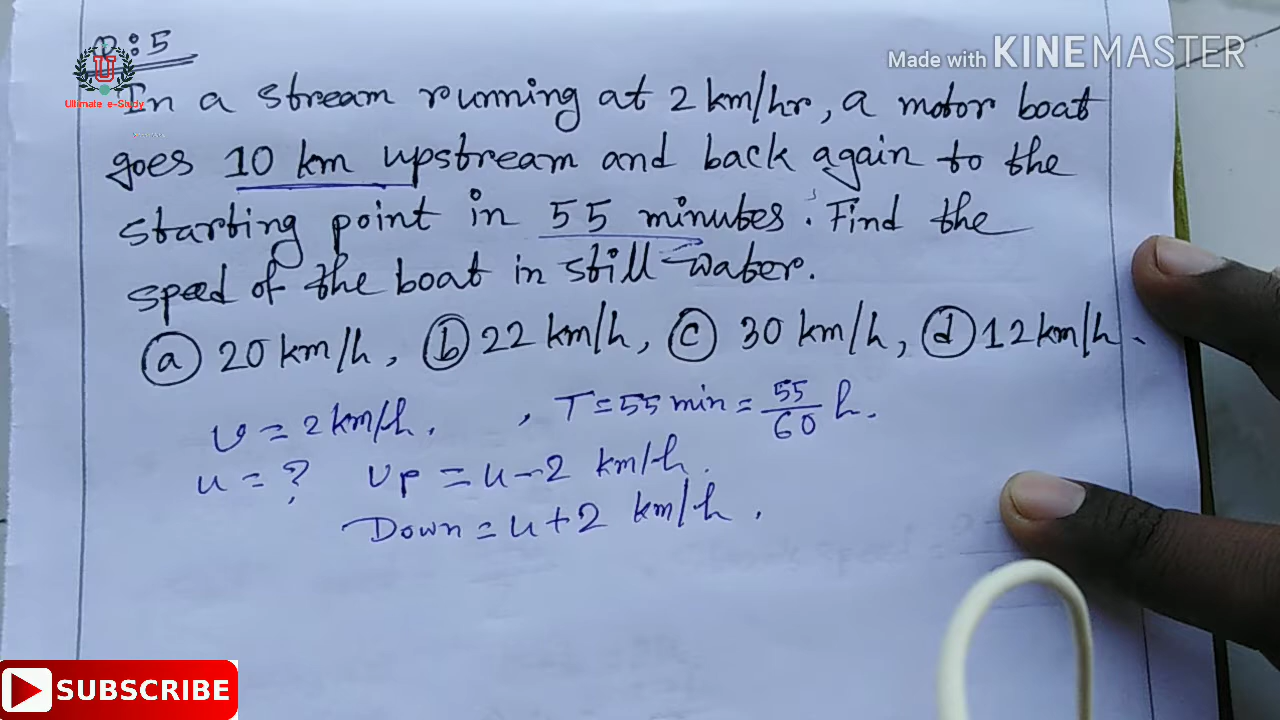 Q:5
Made with KINEMASTER
U
Ultimate e-Study
In a stream running at 2 km/hr, a motor boat
goes 10 km upstream and back again to the
starting point in 55 minutes. Find the
speed of the boat in still water.
(a) 20 km/h, (b) 22 km/h, (c) 30 km/h, (d) 12 km/h.
v = 2 km/h. , T = 55 min = 55/60 h.
u = ? Up = u - 2 km/h.
Down = u + 2 km/h.
SUBSCRIBE